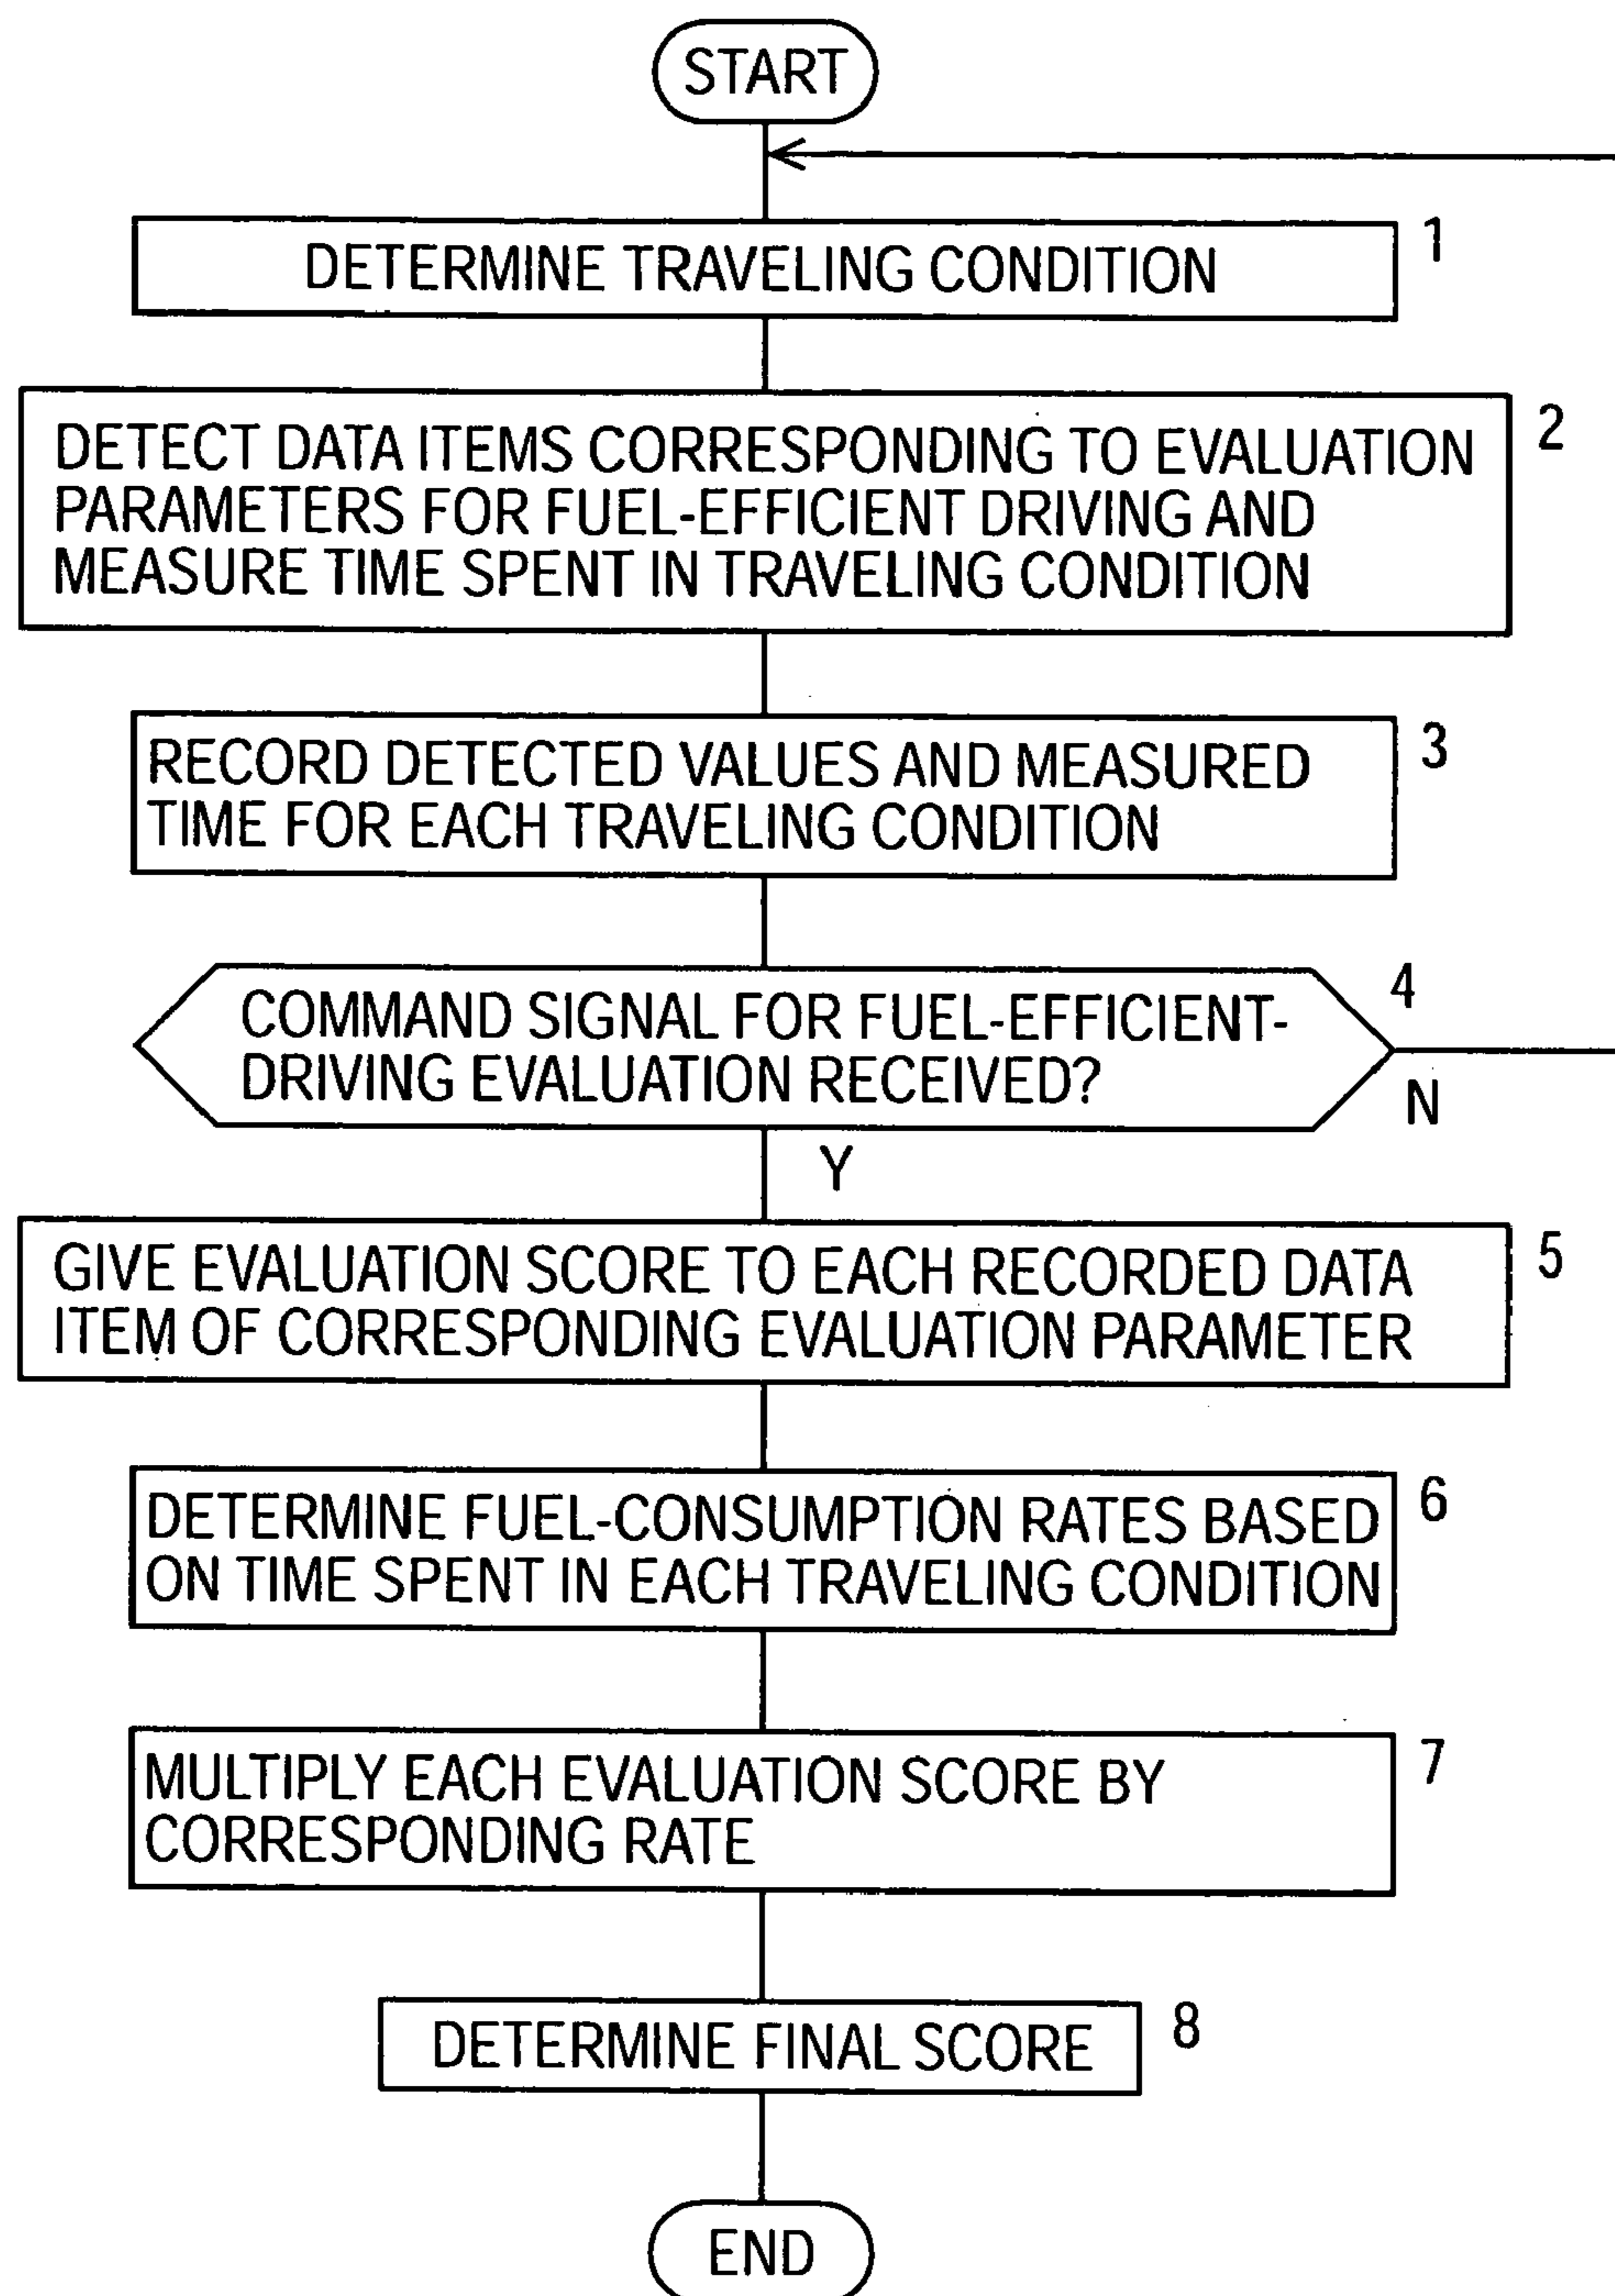 START
DETERMINE TRAVELING CONDITION
1
DETECT DATA ITEMS CORRESPONDING TO EVALUATION
PARAMETERS FOR FUEL-EFFICIENT DRIVING AND
MEASURE TIME SPENT IN TRAVELING CONDITION
2
RECORD DETECTED VALUES AND MEASURED
TIME FOR EACH TRAVELING CONDITION
3
COMMAND SIGNAL FOR FUEL-EFFICIENT-
DRIVING EVALUATION RECEIVED?
4
N
Y
GIVE EVALUATION SCORE TO EACH RECORDED DATA
ITEM OF CORRESPONDING EVALUATION PARAMETER
5
DETERMINE FUEL-CONSUMPTION RATES BASED
ON TIME SPENT IN EACH TRAVELING CONDITION
6
MULTIPLY EACH EVALUATION SCORE BY
CORRESPONDING RATE
7
DETERMINE FINAL SCORE
8
END